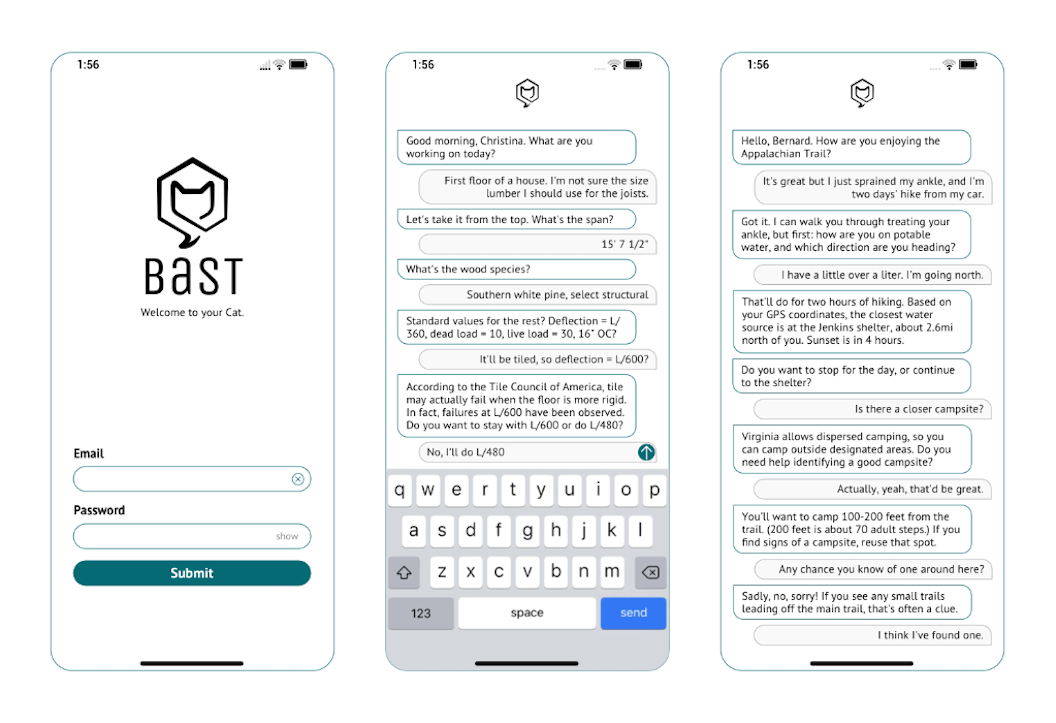 1:56
BaST
Welcome to your Cat.
Email
Password
show
Submit
1:56
Good morning, Christina. What are you
working on today?
First floor of a house. I'm not sure the size
lumber I should use for the joists.
Let's take it from the top. What's the span?
15' 7 1/2"
What's the wood species?
Southern white pine, select structural
Standard values for the rest? Deflection = L/
360, dead load = 10, live load = 30, 16" OC?
It'll be tiled, so deflection = L/600?
According to the Tile Council of America, tile
may actually fail when the floor is more rigid.
In fact, failures at L/600 have been observed.
Do you want to stay with L/600 or do L/480?
No, I'll do L/480
q w e r t y u i o p
a s d f g h j k l
z x c v b n m
123 space send
1:56
Hello, Bernard. How are you enjoying the
Appalachian Trail?
It's great but I just sprained my ankle, and I'm
two days' hike from my car.
Got it. I can walk you through treating your
ankle, but first: how are you on potable
water, and which direction are you heading?
I have a little over a liter. I'm going north.
That'll do for two hours of hiking. Based on
your GPS coordinates, the closest water
source is at the Jenkins shelter, about 2.6mi
north of you. Sunset is in 4 hours.
Do you want to stop for the day, or continue
to the shelter?
Is there a closer campsite?
Virginia allows dispersed camping, so you
can camp outside designated areas. Do you
need help identifying a good campsite?
Actually, yeah, that'd be great.
You'll want to camp 100-200 feet from the
trail. (200 feet is about 70 adult steps.) If you
find signs of a campsite, reuse that spot.
Any chance you know of one around here?
Sadly, no, sorry! If you see any small trails
leading off the main trail, that's often a clue.
I think I've found one.